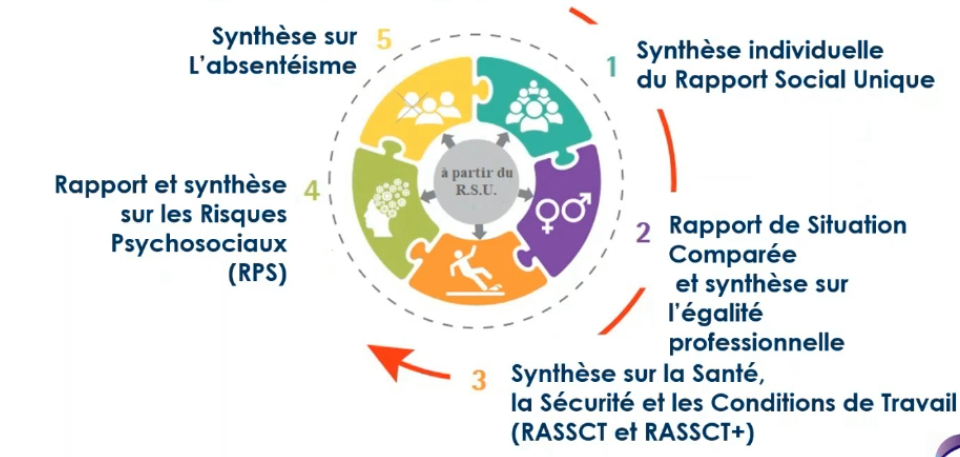 à partir du
R.S.U.
1
Synthèse individuelle
du Rapport Social Unique
2
Rapport de Situation
Comparée
et synthèse sur
l'égalité
professionnelle
3
Synthèse sur la Santé,
la Sécurité et les Conditions de Travail
(RASSCT et RASSCT+)
4
Rapport et synthèse
sur les Risques
Psychosociaux
(RPS)
5
Synthèse sur
L'absentéisme